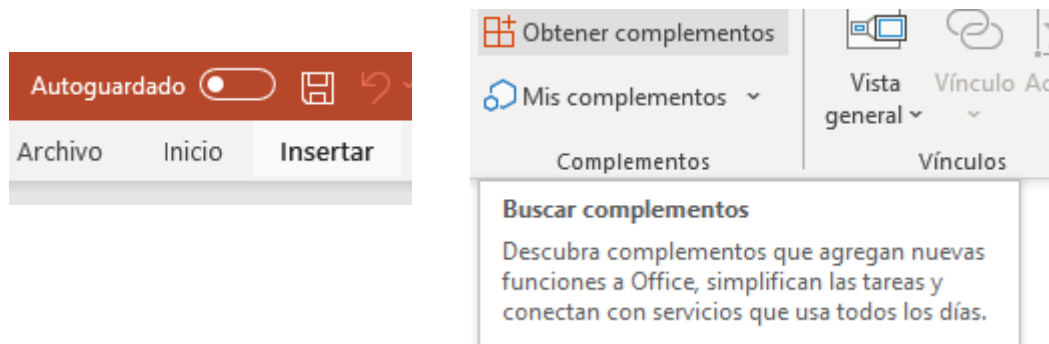 Autoguardado
Archivo Inicio Insertar
Obtener complementos
Mis complementos
Complementos
Vista general
Vínculo
Vínculos
Buscar complementos
Descubra complementos que agregan nuevas
funciones a Office, simplifican las tareas y
conectan con servicios que usa todos los días.